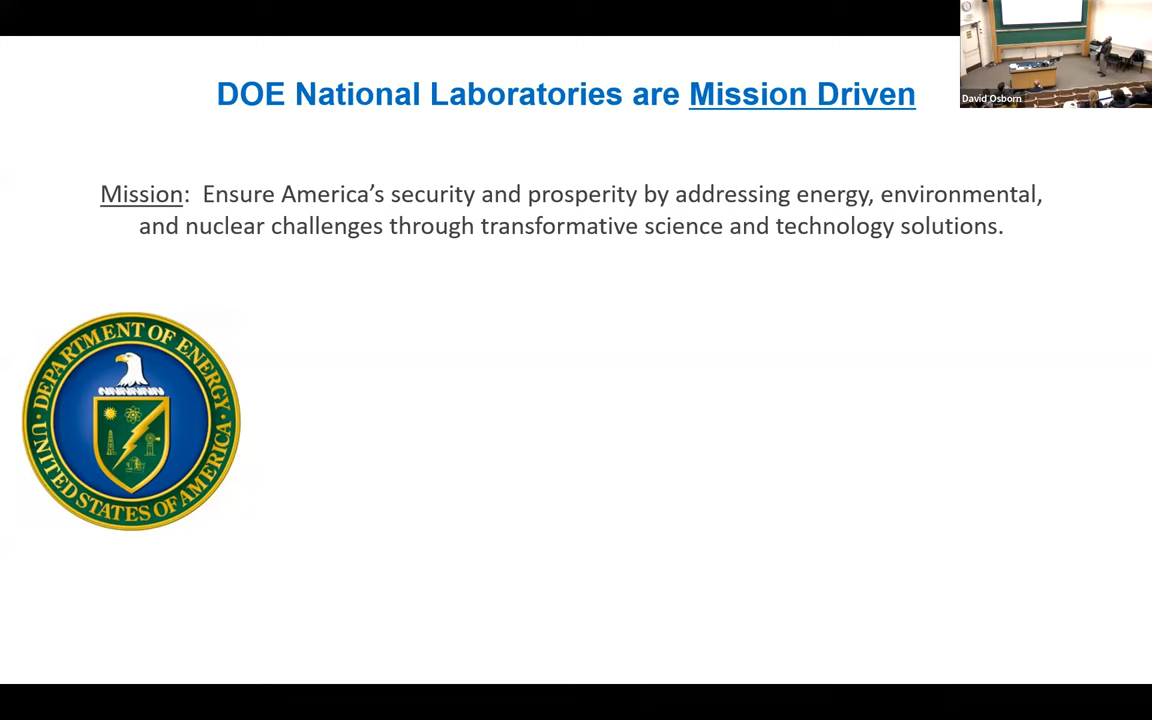 DOE National Laboratories are Mission Driven
David Osborn
Mission: Ensure America's security and prosperity by addressing energy, environmental,
and nuclear challenges through transformative science and technology solutions.
DEPARTMENT OF ENERGY
UNITED STATES OF AMERICA